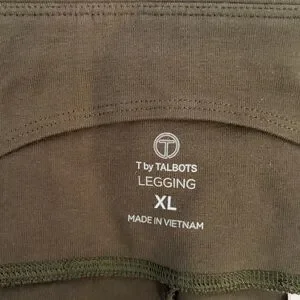 T
T by TALBOTS
LEGGING
XL
MADE IN VIETNAM